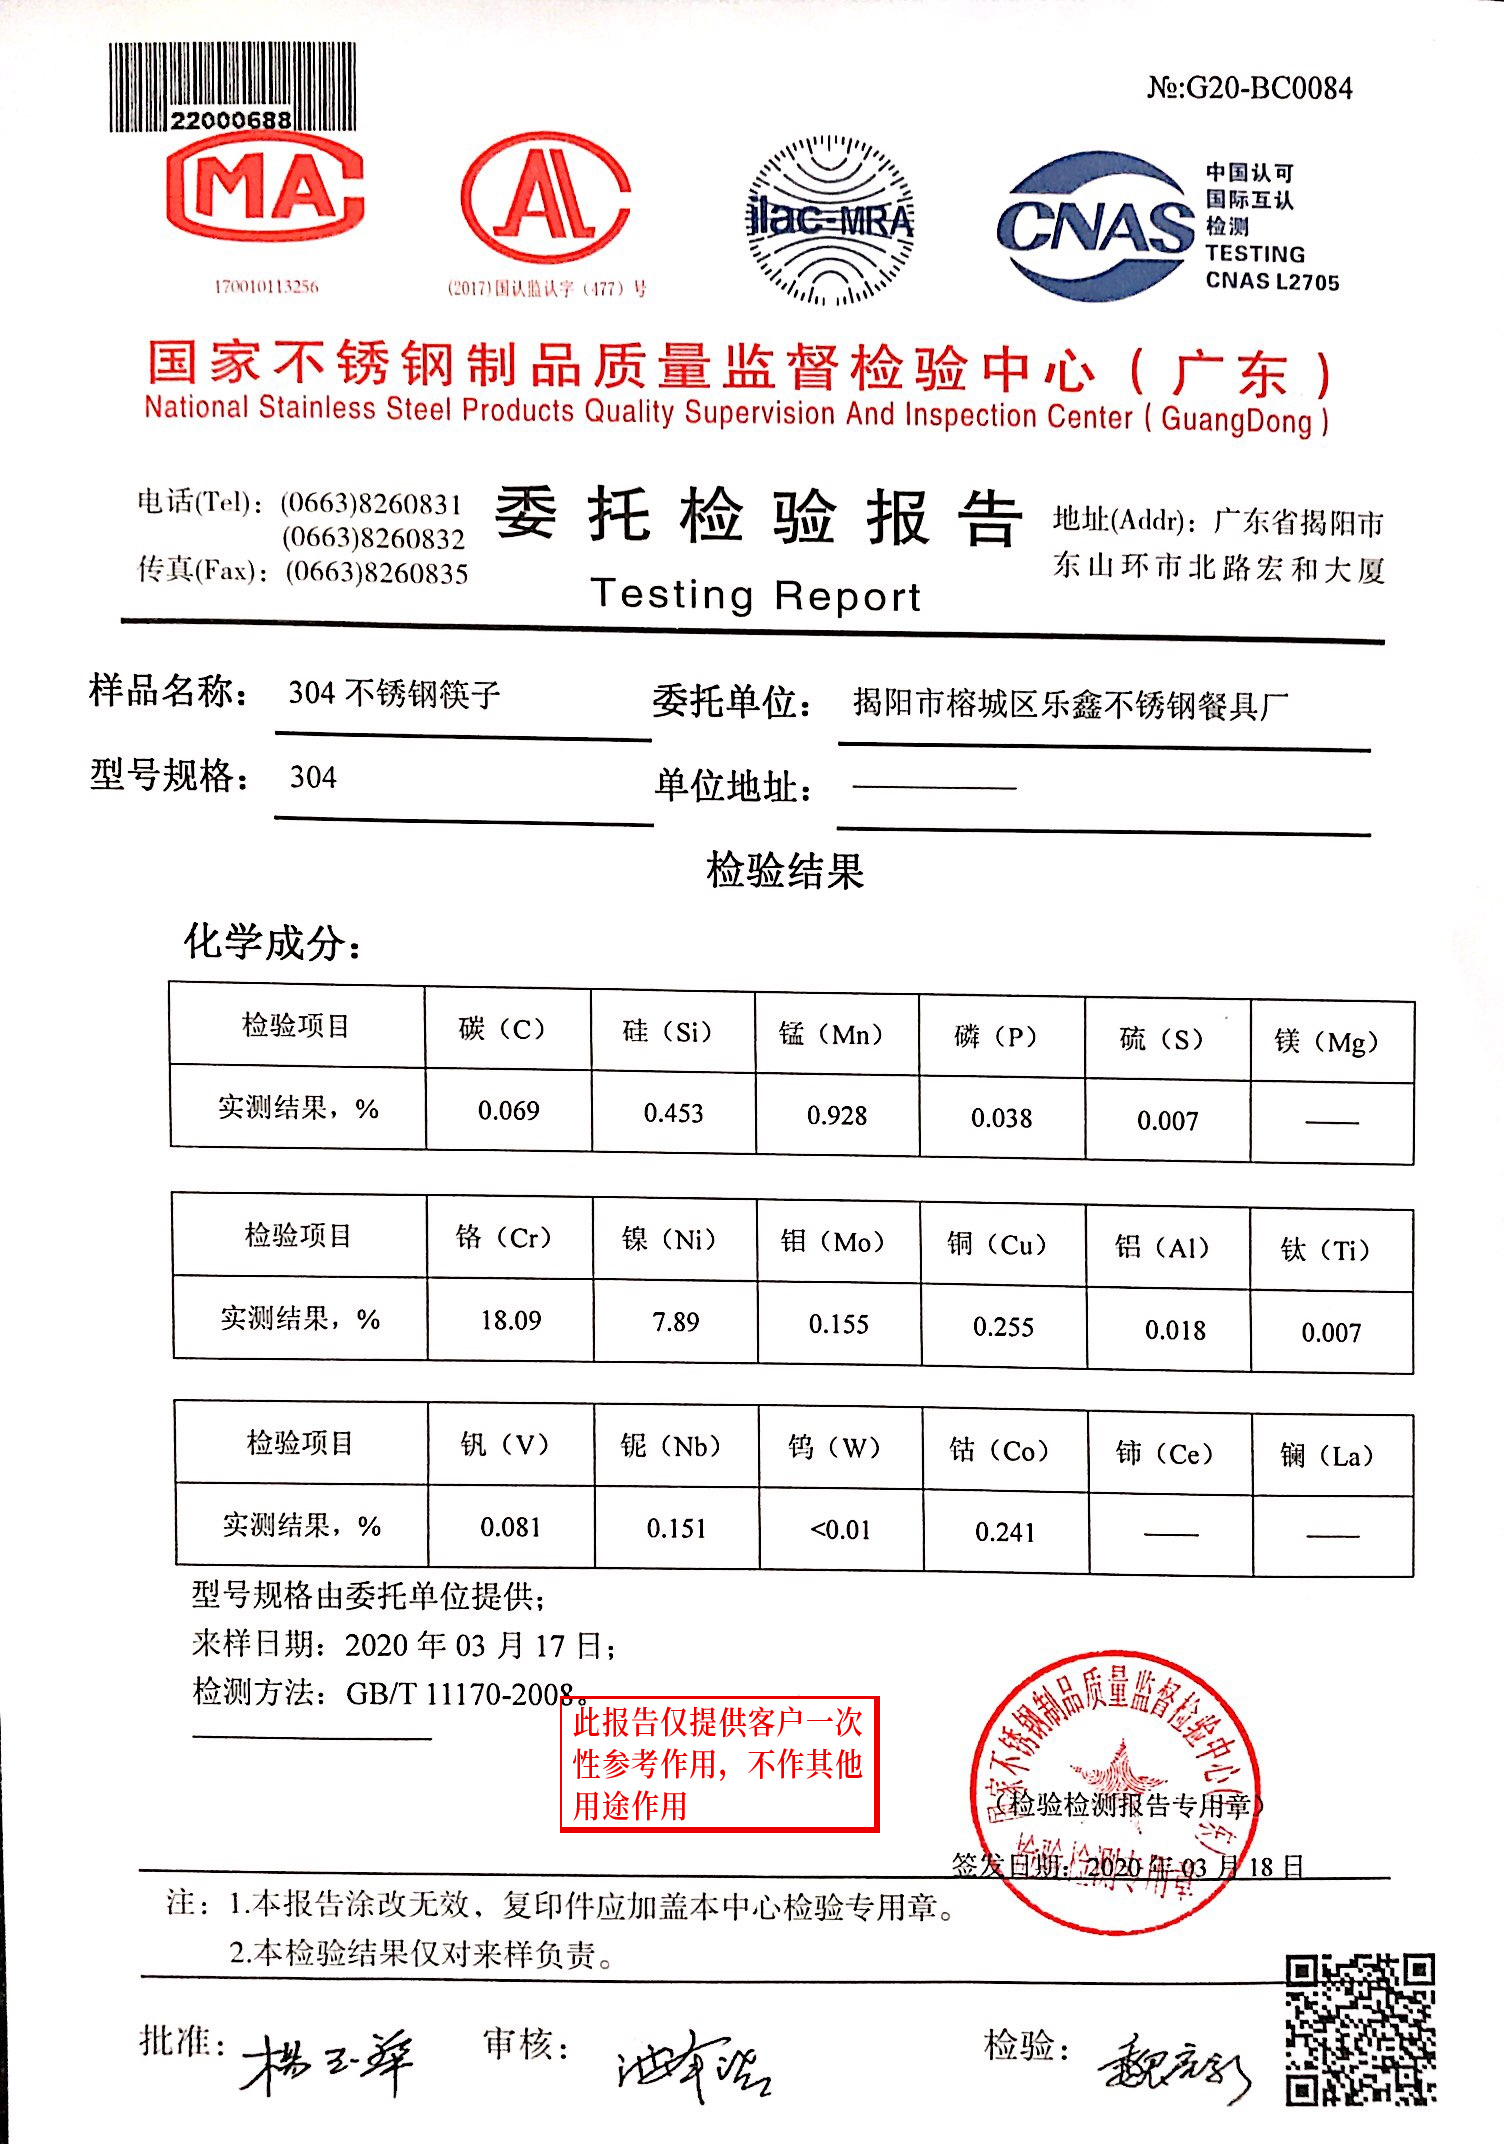 22000688
№:G20-BC0084
MA
170010113256
AL
(2017)国认监认字（477）号
ilac-MRA
CNAS
中国认可
国际互认
检测
TESTING
CNAS L2705
国家不锈钢制品质量监督检验中心（广东）
National Stainless Steel Products Quality Supervision And Inspection Center ( GuangDong )
电话(Tel)：(0663)8260831
(0663)8260832
传真(Fax)：(0663)8260835
委托检验报告
Testing Report
地址(Addr)：广东省揭阳市
东山环市北路宏和大厦
样品名称： 304 不锈钢筷子 委托单位： 揭阳市榕城区乐鑫不锈钢餐具厂
型号规格： 304 单位地址： ————
检验结果
化学成分：
检验项目 碳（C） 硅（Si） 锰（Mn） 磷（P） 硫（S） 镁（Mg）
实测结果，% 0.069 0.453 0.928 0.038 0.007 ——
检验项目 铬（Cr） 镍（Ni） 钼（Mo） 铜（Cu） 铝（Al） 钛（Ti）
实测结果，% 18.09 7.89 0.155 0.255 0.018 0.007
检验项目 钒（V） 铌（Nb） 钨（W） 钴（Co） 铈（Ce） 镧（La）
实测结果，% 0.081 0.151 <0.01 0.241 —— ——
型号规格由委托单位提供；
来样日期：2020 年 03 月 17 日；
检测方法：GB/T 11170-2008。
此报告仅提供客户一次
性参考作用，不作其他
用途作用
国家不锈钢制品质量监督检验中心(广东)
（检验检测报告专用章）
检验检测专用章
签发日期：2020 年 03 月 18 日
注：1.本报告涂改无效，复印件应加盖本中心检验专用章。
2.本检验结果仅对来样负责。
批准：杨玉华 审核： 检验：